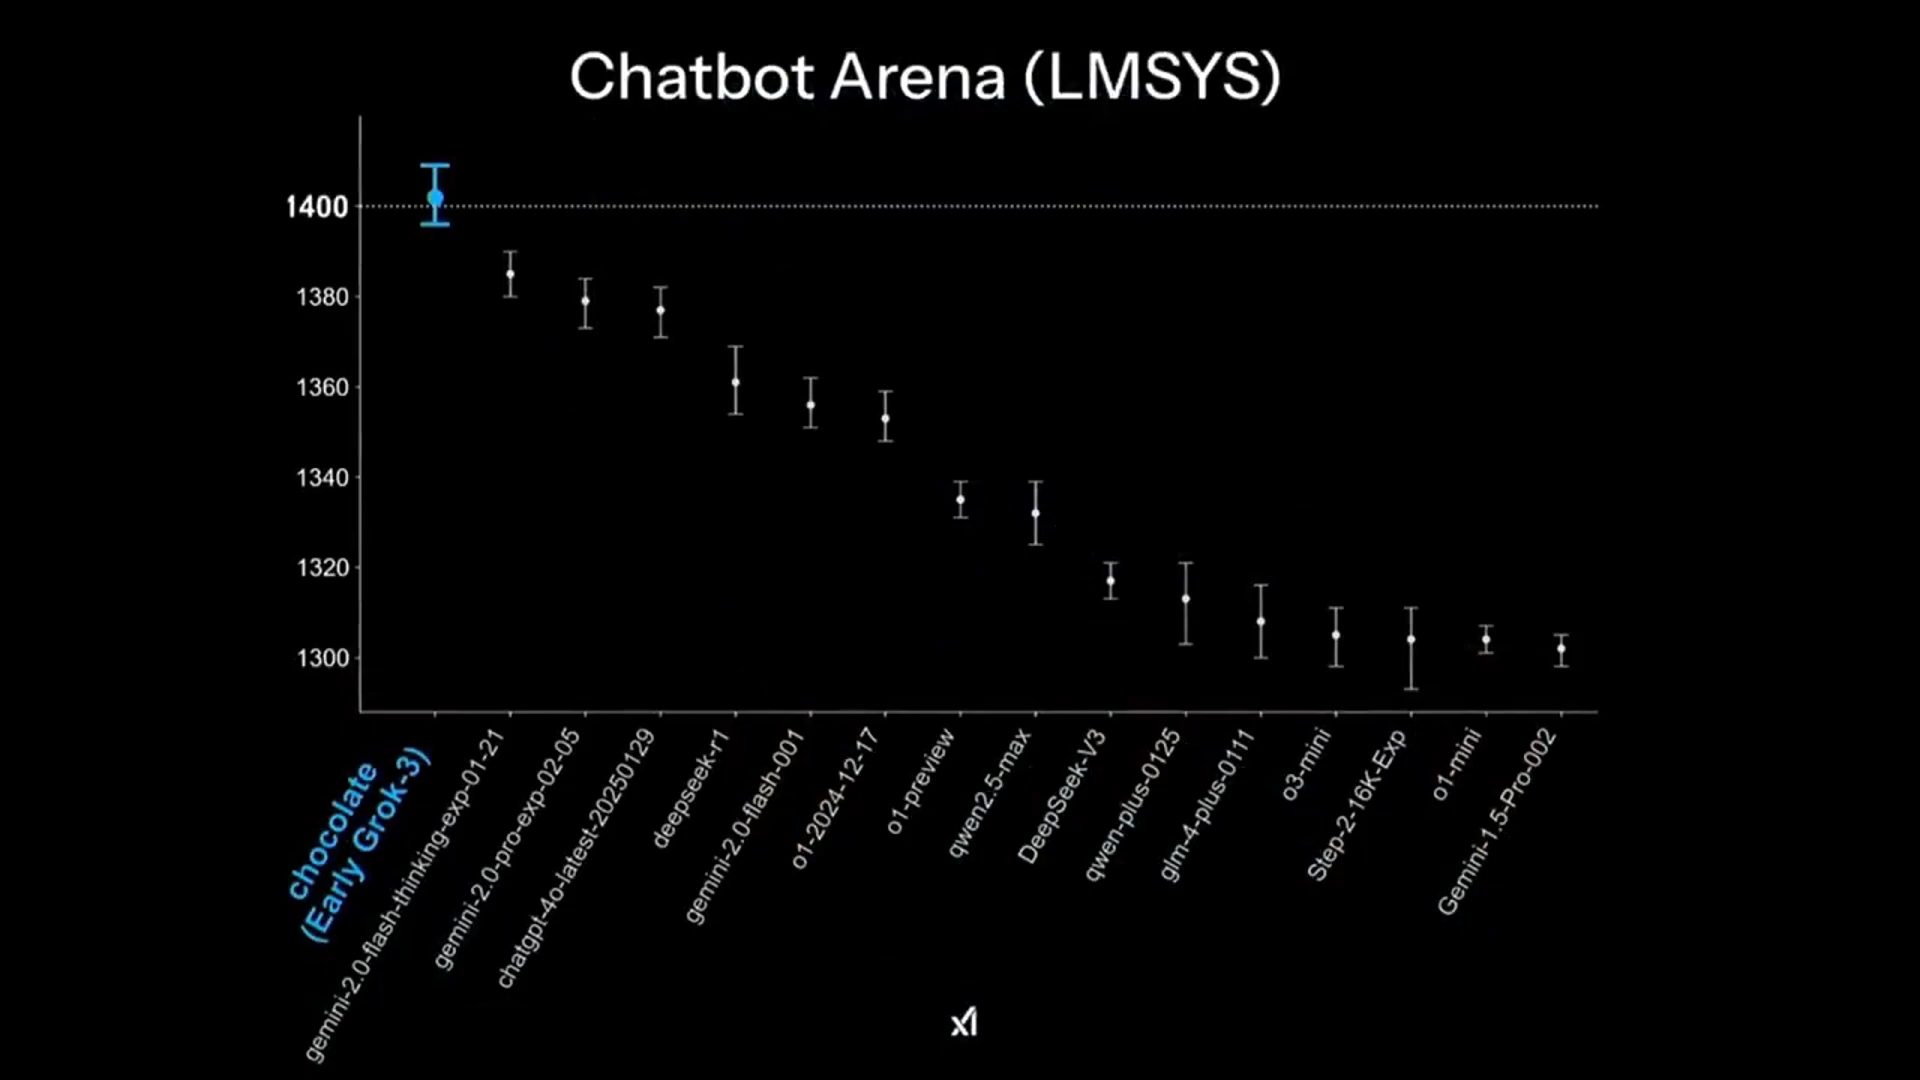 Chatbot Arena (LMSYS)
1400
1380
1360
1340
1320
1300
chocolate
(Early Grok-3)
gemini-2.0-flash-thinking-exp-01-21
gemini-2.0-pro-exp-02-05
chatgpt-4o-latest-20250129
deepseek-r1
gemini-2.0-flash-001
o1-2024-12-17
o1-preview
qwen2.5-max
DeepSeek-V3
qwen-plus-0125
glm-4-plus-0111
o3-mini
Step-2-16K-Exp
o1-mini
Gemini-1.5-Pro-002
xI